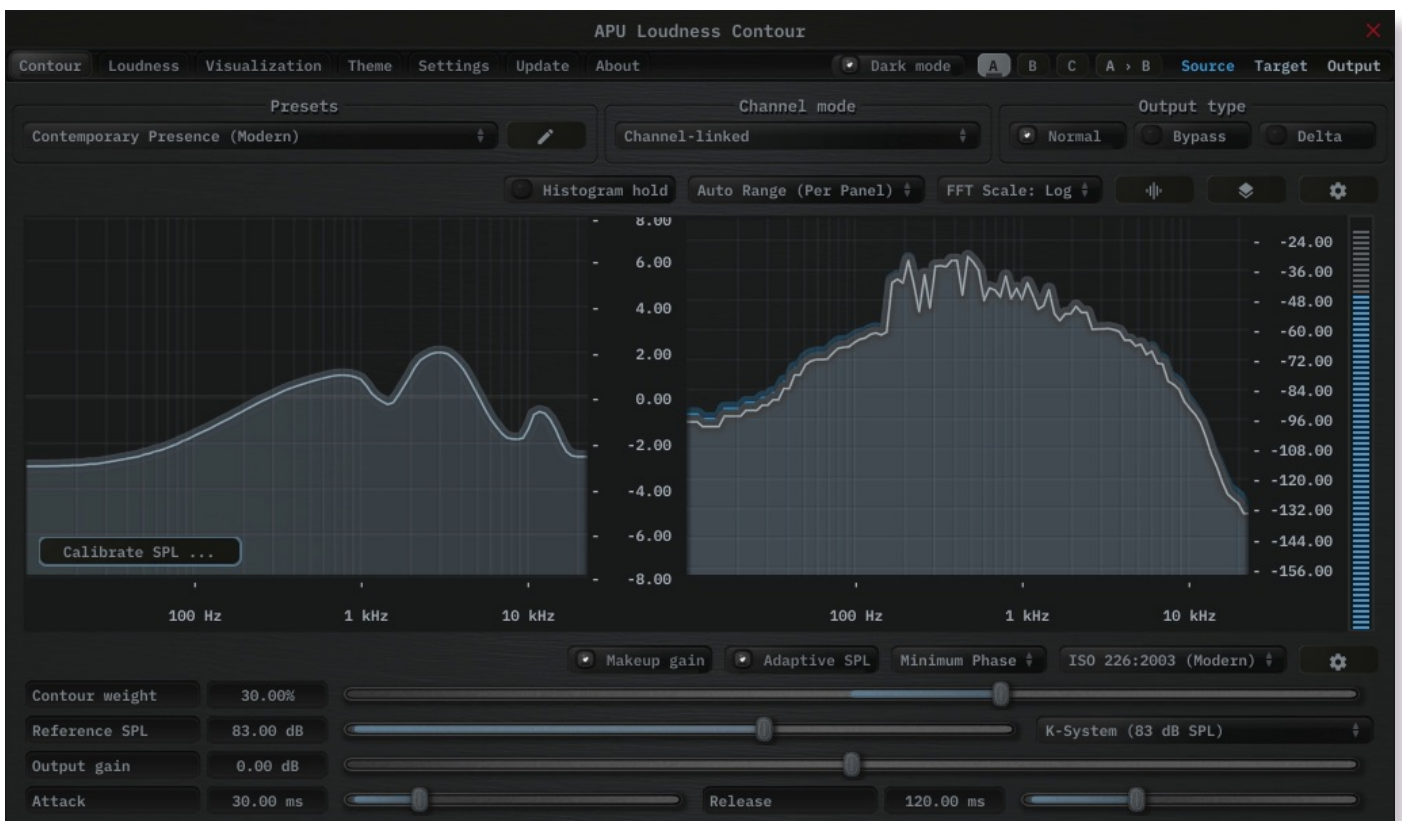 APU Loudness Contour
Contour Loudness Visualization Theme Settings Update About Dark mode A B C A › B Source Target Output
Presets Channel mode Output type
Contemporary Presence (Modern) Channel-linked Normal Bypass Delta
Histogram hold Auto Range (Per Panel) FFT Scale: Log
- 8.00
- 6.00
- 4.00
- 2.00
- 0.00
- -2.00
- -4.00
- -6.00
- -8.00
Calibrate SPL ...
100 Hz 1 kHz 10 kHz
- -24.00
- -36.00
- -48.00
- -60.00
- -72.00
- -84.00
- -96.00
- -108.00
- -120.00
- -132.00
- -144.00
- -156.00
100 Hz 1 kHz 10 kHz
Makeup gain Adaptive SPL Minimum Phase ISO 226:2003 (Modern)
Contour weight 30.00%
Reference SPL 83.00 dB K-System (83 dB SPL)
Output gain 0.00 dB
Attack 30.00 ms Release 120.00 ms